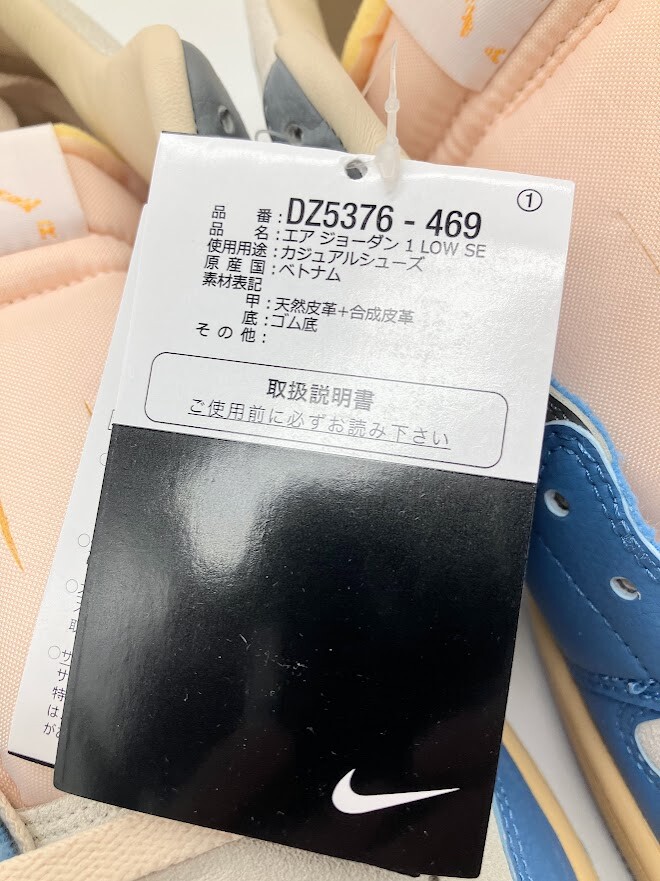 ①
品番:DZ5376 - 469
品名:エア ジョーダン 1 LOW SE
使用用途:カジュアルシューズ
原産国:ベトナム
素材表記
甲:天然皮革+合成皮革
底:ゴム底
その他:
取扱説明書
ご使用前に必ずお読み下さい